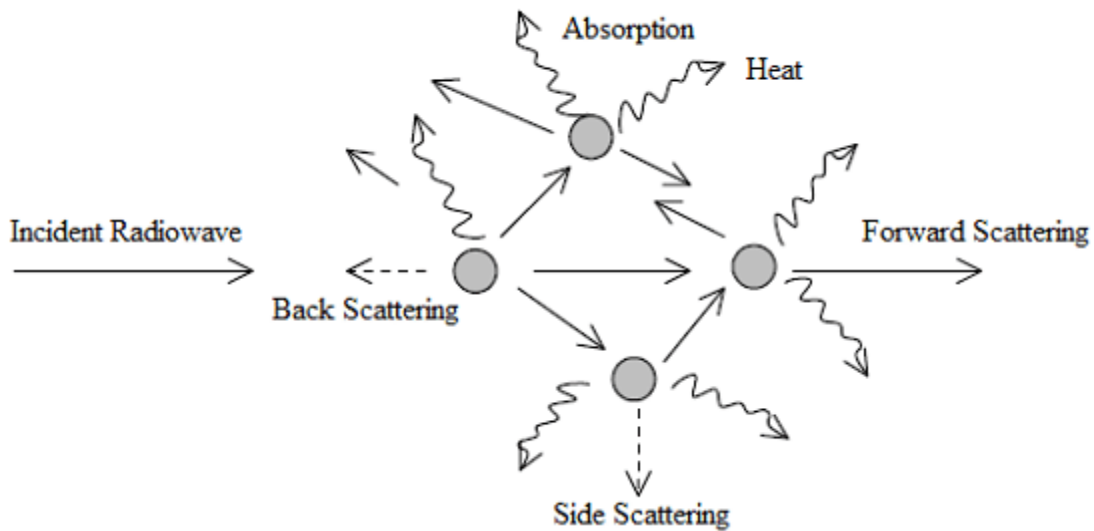 Absorption
Heat
Incident Radiowave
Forward Scattering
Back Scattering
Side Scattering